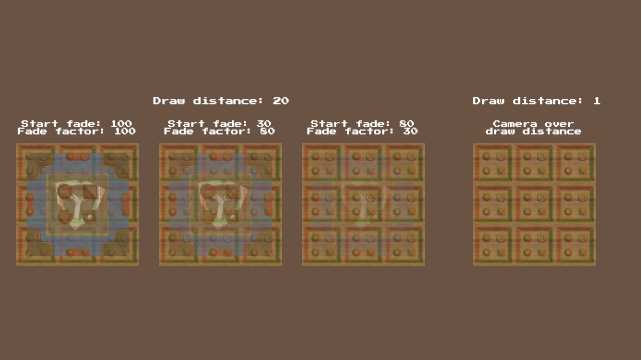 Draw distance: 20
Draw distance: 1
Start fade: 100
Fade factor: 100
Start fade: 30
Fade factor: 80
Start fade: 80
Fade factor: 30
Camera over
draw distance